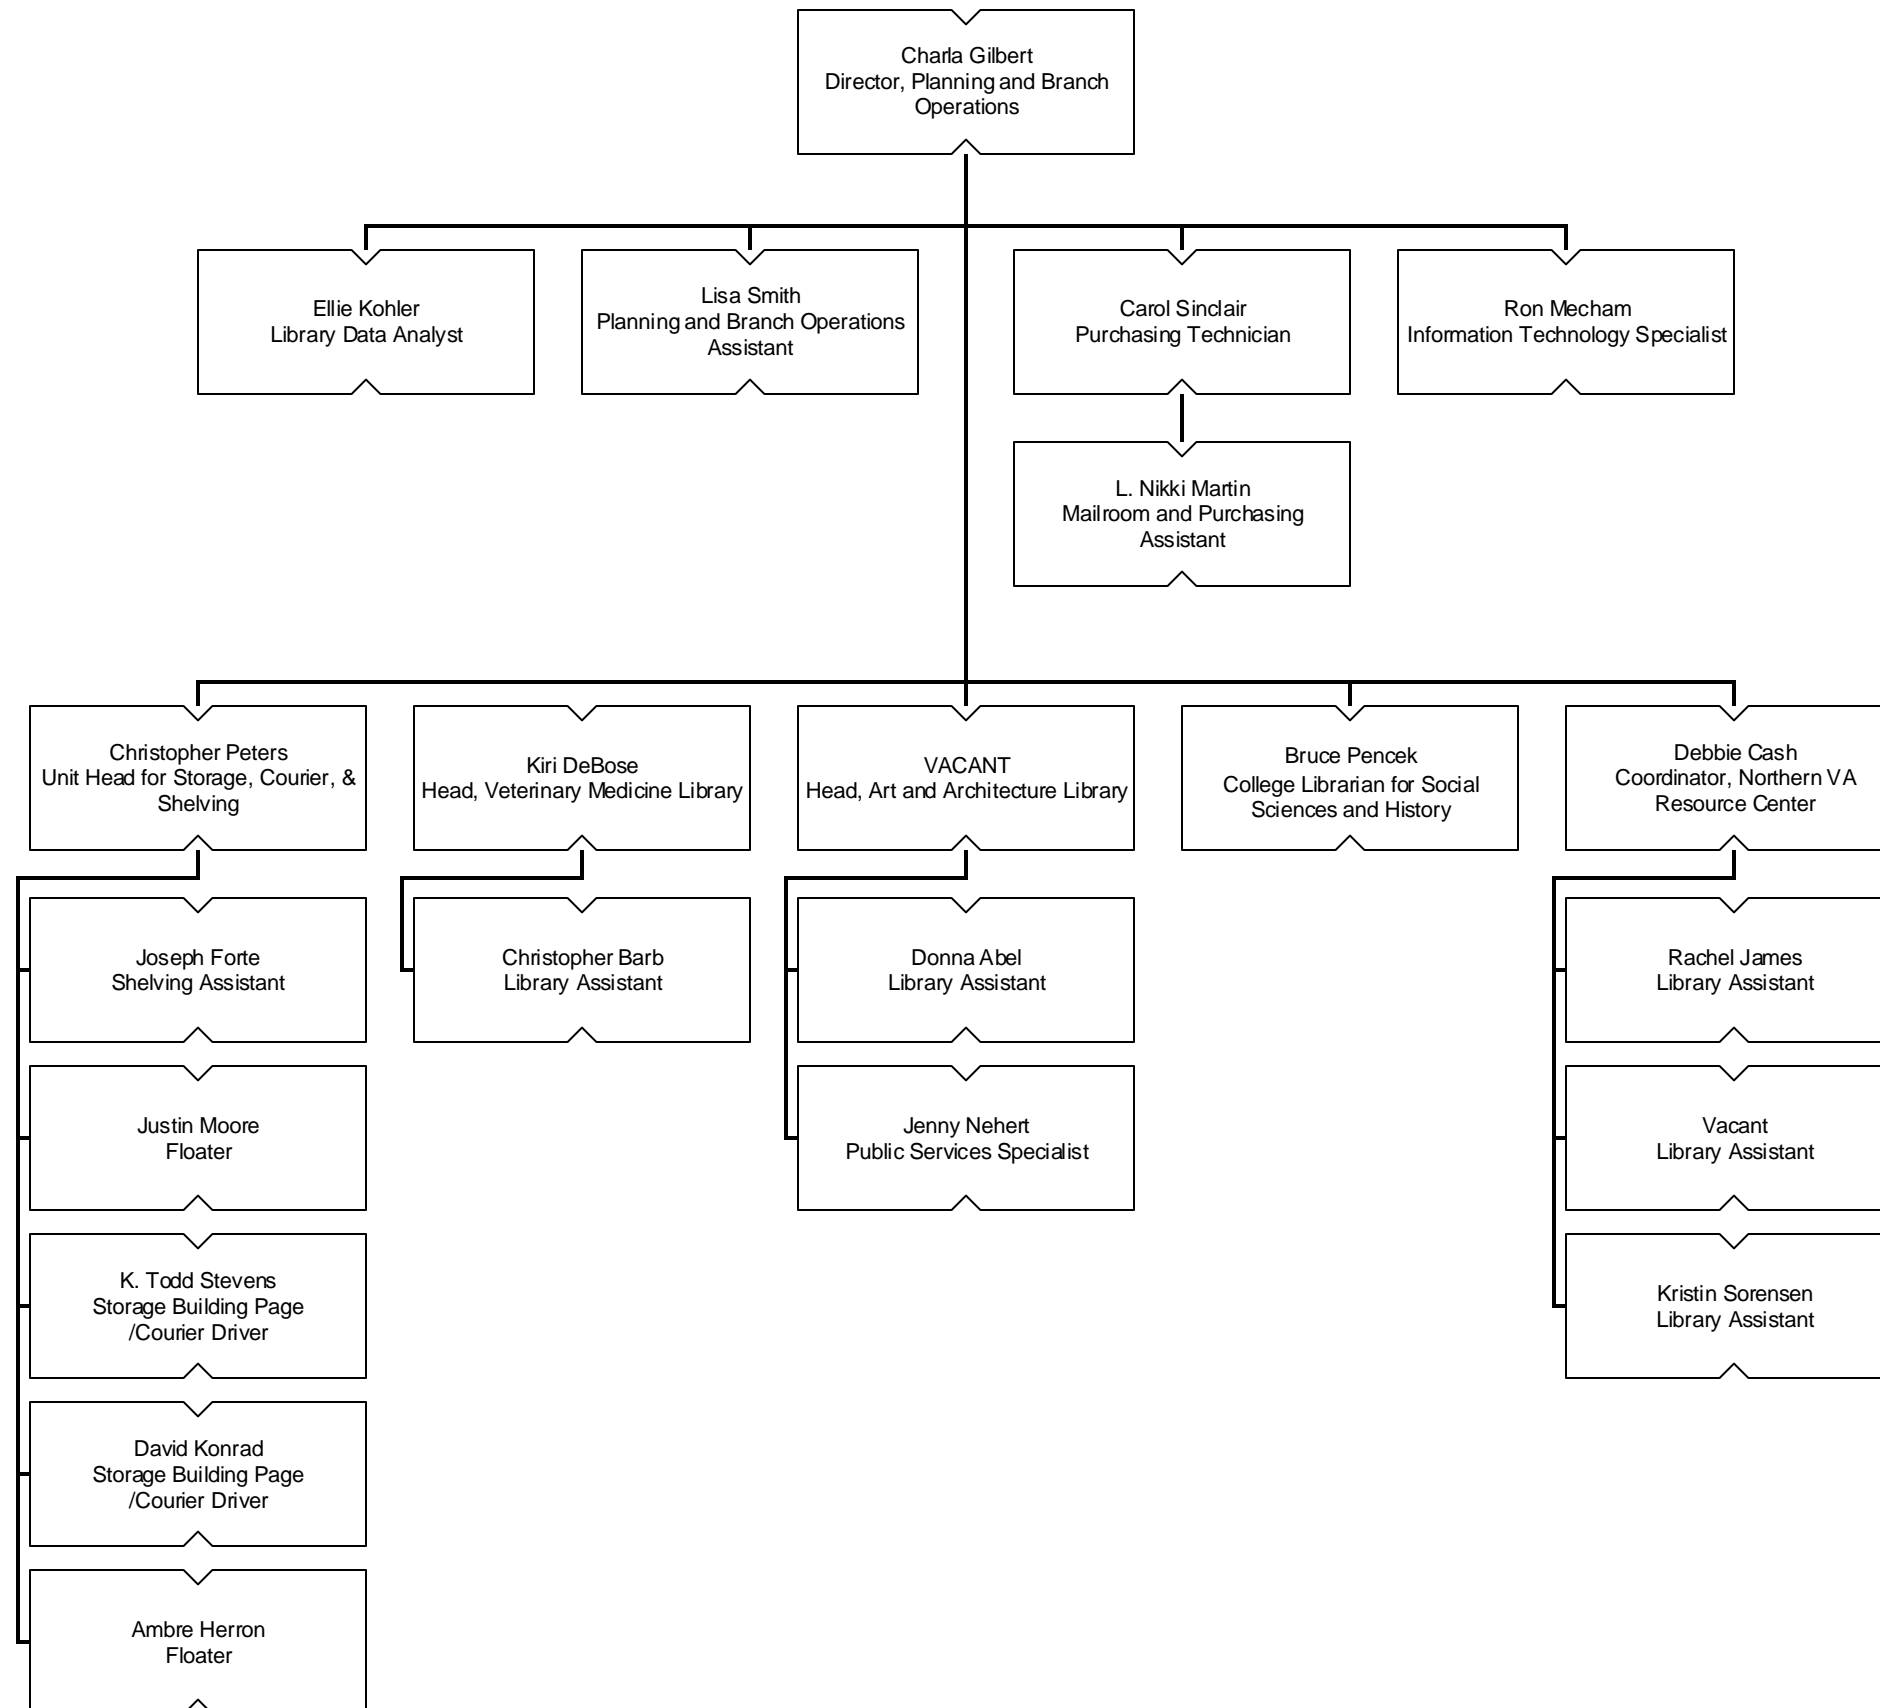 Charla Gilbert
Director, Planning and Branch
Operations
Ellie Kohler
Library Data Analyst
Lisa Smith
Planning and Branch Operations
Assistant
Carol Sinclair
Purchasing Technician
Ron Mecham
Information Technology Specialist
L. Nikki Martin
Mailroom and Purchasing
Assistant
Christopher Peters
Unit Head for Storage, Courier, &
Shelving
Kiri DeBose
Head, Veterinary Medicine Library
VACANT
Head, Art and Architecture Library
Bruce Pencek
College Librarian for Social
Sciences and History
Debbie Cash
Coordinator, Northern VA
Resource Center
Joseph Forte
Shelving Assistant
Christopher Barb
Library Assistant
Donna Abel
Library Assistant
Rachel James
Library Assistant
Justin Moore
Floater
Jenny Nehert
Public Services Specialist
Vacant
Library Assistant
K. Todd Stevens
Storage Building Page
/Courier Driver
Kristin Sorensen
Library Assistant
David Konrad
Storage Building Page
/Courier Driver
Ambre Herron
Floater